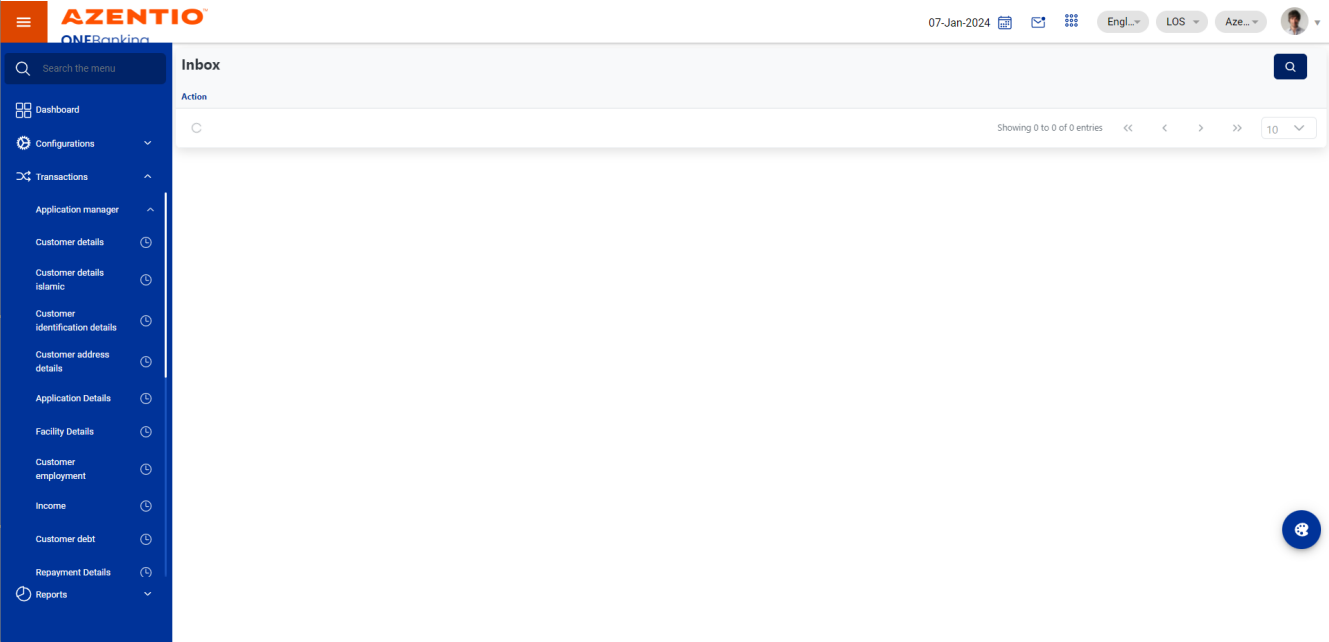 AZENTIO™
ONEBanking
07-Jan-2024
Engl...
LOS
Aze...
Search the menu
Dashboard
Configurations
Transactions
Application manager
Customer details
Customer details
islamic
Customer
identification details
Customer address
details
Application Details
Facility Details
Customer
employment
Income
Customer debt
Repayment Details
Reports
Inbox
Action
Showing 0 to 0 of 0 entries
10